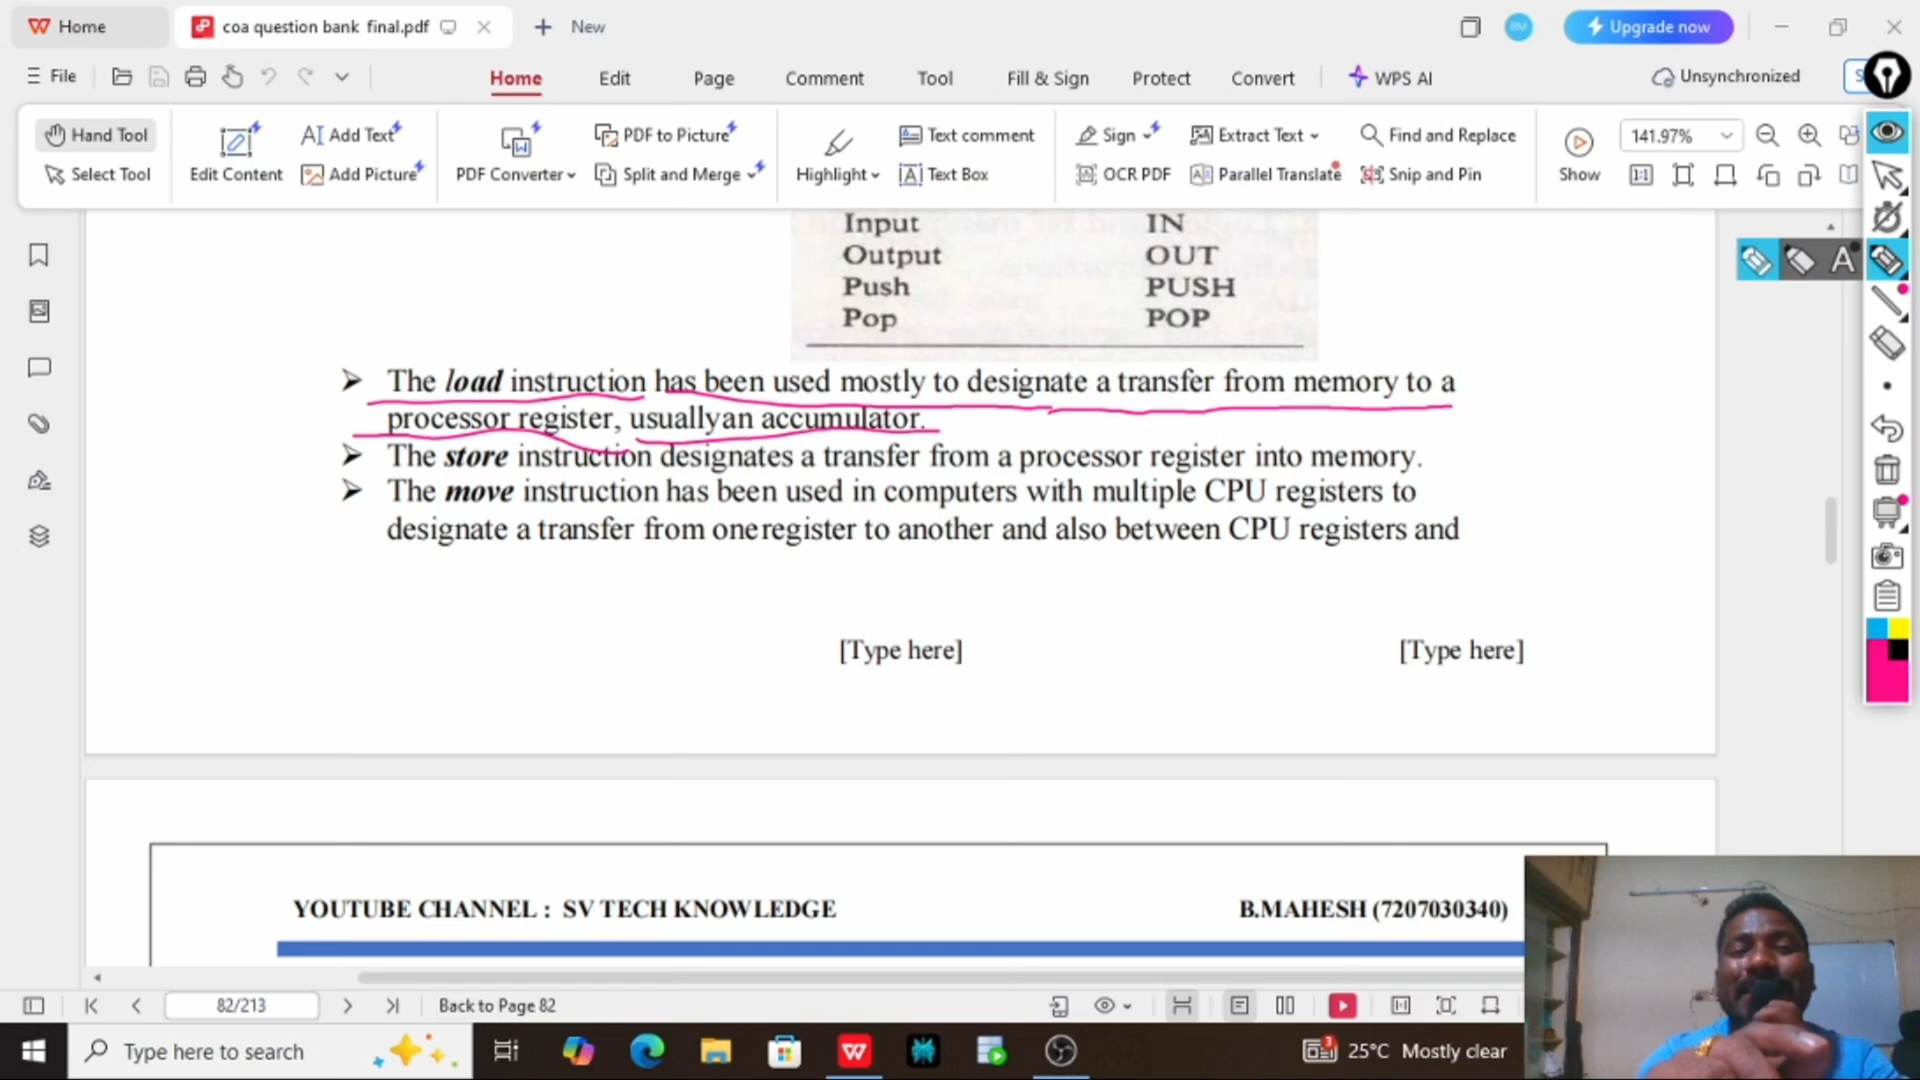 Home
coa question bank final.pdf
New
BM
Upgrade now
File
Home
Edit
Page
Comment
Tool
Fill & Sign
Protect
Convert
WPS AI
Unsynchronized
Hand Tool
Select Tool
Edit Content
Add Text
Add Picture
PDF Converter
PDF to Picture
Split and Merge
Highlight
Text comment
Text Box
Sign
OCR PDF
Extract Text
Parallel Translate
Find and Replace
Snip and Pin
Show
141.97%
Input IN
Output OUT
Push PUSH
Pop POP
The load instruction has been used mostly to designate a transfer from memory to a
processor register, usuallyan accumulator.
The store instruction designates a transfer from a processor register into memory.
The move instruction has been used in computers with multiple CPU registers to
designate a transfer from oneregister to another and also between CPU registers and
[Type here] [Type here]
YOUTUBE CHANNEL : SV TECH KNOWLEDGE B.MAHESH (7207030340)
82/213
Back to Page 82
Type here to search
3
25°C Mostly clear